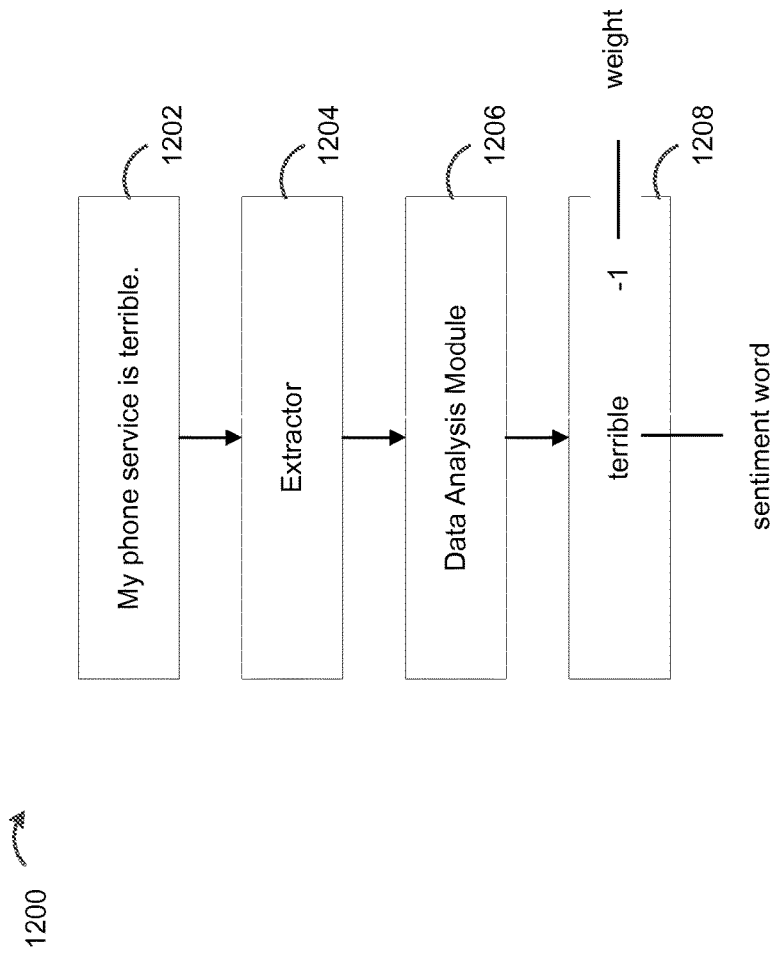 1200
My phone service is terrible.
1202
Extractor
1204
Data Analysis Module
1206
terrible -1
weight
1208
sentiment word